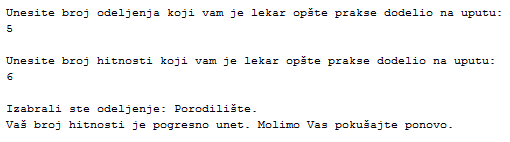 Unesite broj odeljenja koji vam je lekar opšte prakse dodelio na uputu:
5
Unesite broj hitnosti koji vam je lekar opšte prakse dodelio na uputu:
6
Izabrali ste odeljenje: Porodilište.
Vaš broj hitnosti je pogresno unet. Molimo Vas pokušajte ponovo.